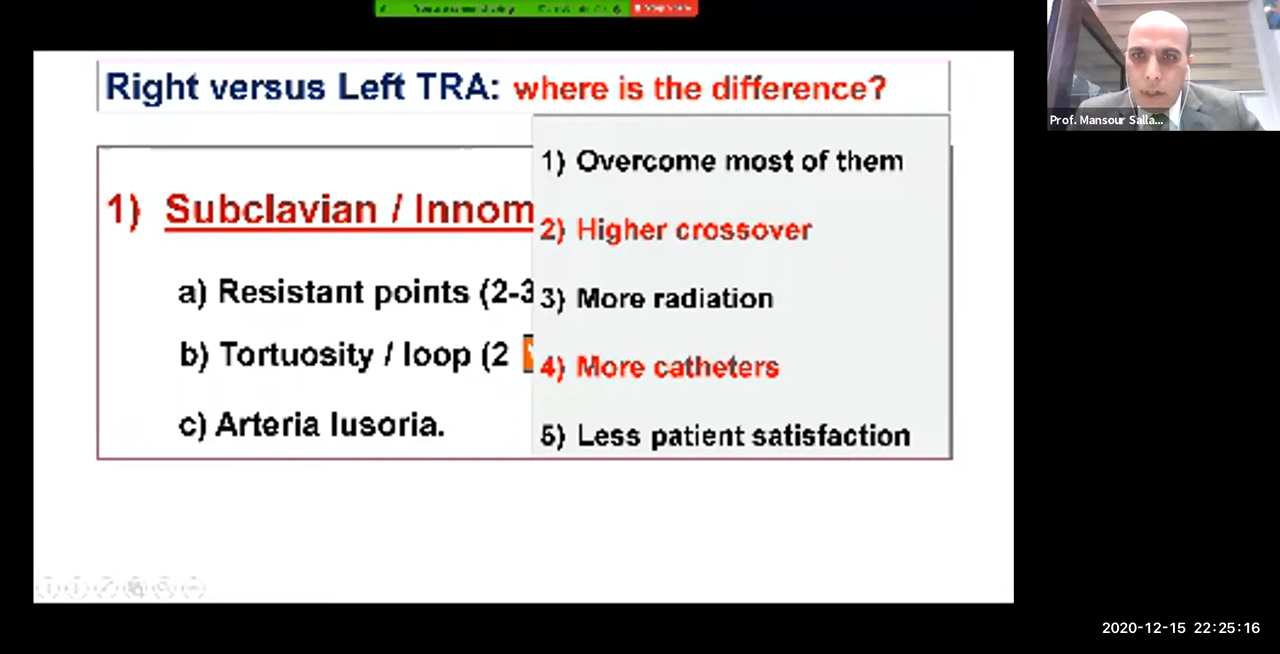 Right versus Left TRA: where is the difference?
1) Subclavian / Innom
a) Resistant points (2-3
b) Tortuosity / loop (2
c) Arteria lusoria.
1) Overcome most of them
2) Higher crossover
3) More radiation
4) More catheters
5) Less patient satisfaction
Prof. Mansour Salla...
2020-12-15 22:25:16